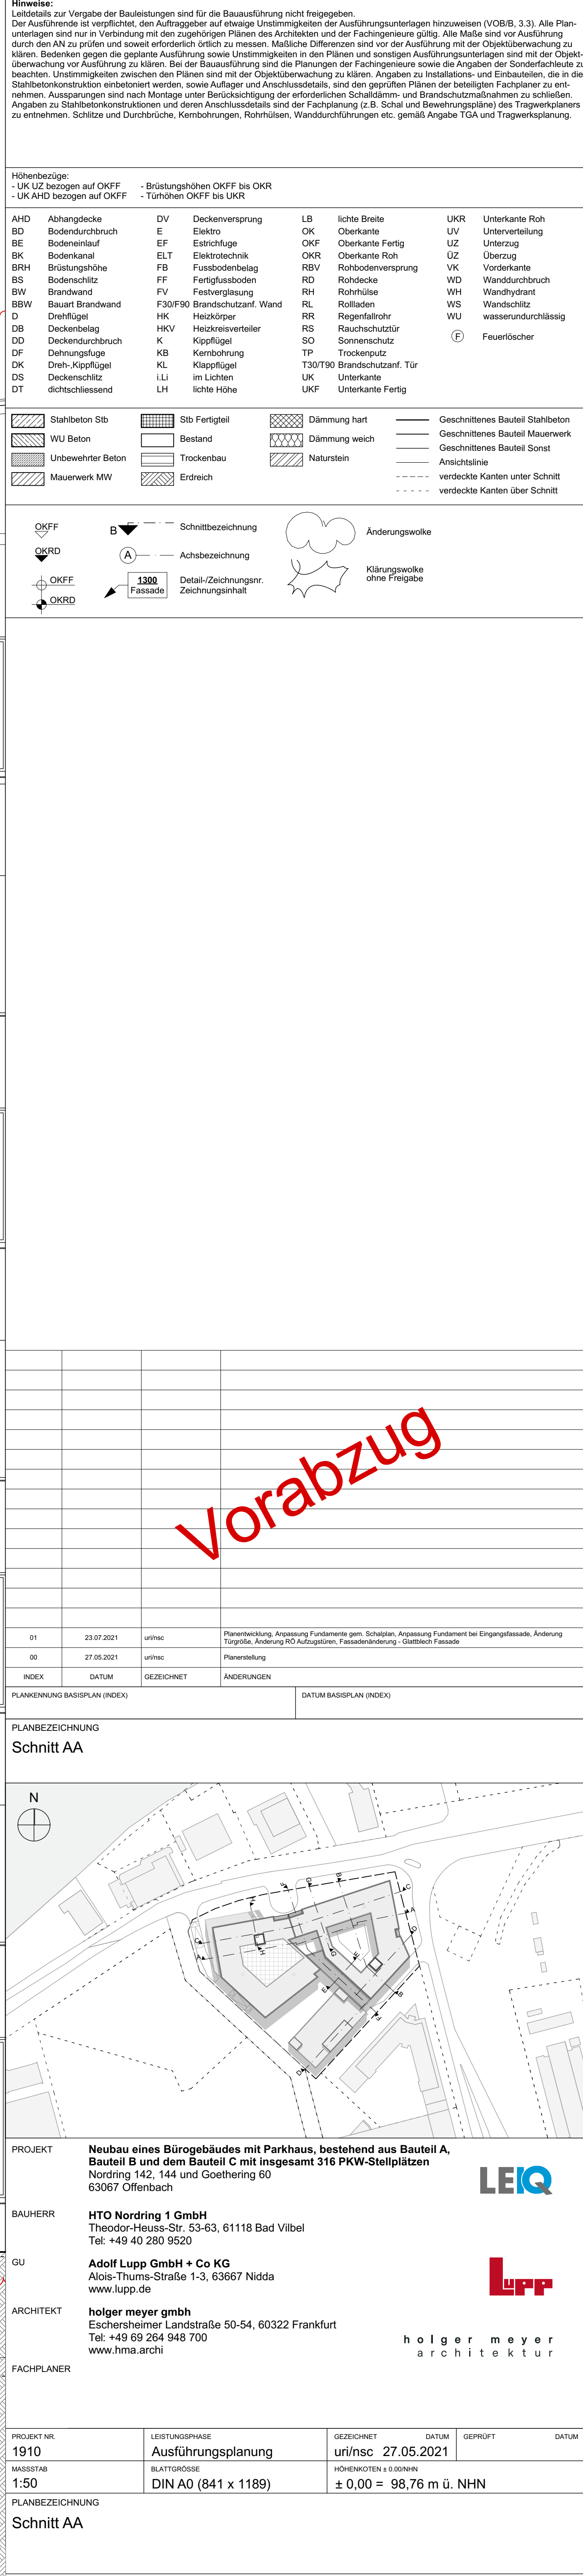 Hinweise:
Leitdetails zur Vergabe der Bauleistungen sind für die Bauausführung nicht freigegeben.
Der Ausführende ist verpflichtet, den Auftraggeber auf etwaige Unstimmigkeiten der Ausführungsunterlagen hinzuweisen (VOB/B, 3.3). Alle Plan-
unterlagen sind nur in Verbindung mit den zugehörigen Plänen des Architekten und der Fachingenieure gültig. Alle Maße sind vor Ausführung
durch den AN zu prüfen und soweit erforderlich örtlich zu messen. Maßliche Differenzen sind vor der Ausführung mit der Objektüberwachung zu
klären. Bedenken gegen die geplante Ausführung sowie Unstimmigkeiten in den Plänen und sonstigen Ausführungsunterlagen sind mit der Objekt-
überwachung vor Ausführung zu klären. Bei der Bauausführung sind die Planungen der Fachingenieure sowie die Angaben der Sonderfachleute zu
beachten. Unstimmigkeiten zwischen den Plänen sind mit der Objektüberwachung zu klären. Angaben zu Installations- und Einbauteilen, die in die
Stahlbetonkonstruktion einbetoniert werden, sowie Auflager und Anschlussdetails, sind den geprüften Plänen der beteiligten Fachplaner zu ent-
nehmen. Aussparungen sind nach Montage unter Berücksichtigung der erforderlichen Schalldämm- und Brandschutzmaßnahmen zu schließen.
Angaben zu Stahlbetonkonstruktionen und deren Anschlussdetails sind der Fachplanung (z.B. Schal und Bewehrungspläne) des Tragwerkplaners
zu entnehmen. Schlitze und Durchbrüche, Kernbohrungen, Rohrhülsen, Wanddurchführungen etc. gemäß Angabe TGA und Tragwerksplanung.
Höhenbezüge:
- UK UZ bezogen auf OKFF - Brüstungshöhen OKFF bis OKR
- UK AHD bezogen auf OKFF - Türhöhen OKFF bis UKR
AHD Abhangdecke DV Deckenversprung LB lichte Breite UKR Unterkante Roh
BD Bodendurchbruch E Elektro OK Oberkante UV Unterverteilung
BE Bodeneinlauf EF Estrichfuge OKF Oberkante Fertig UZ Unterzug
BK Bodenkanal ELT Elektrotechnik OKR Oberkante Roh ÜZ Überzug
BRH Brüstungshöhe FB Fussbodenbelag RBV Rohbodenversprung VK Vorderkante
BS Bodenschlitz FF Fertigfussboden RD Rohdecke WD Wanddurchbruch
BW Brandwand FV Festverglasung RH Rohrhülse WH Wandhydrant
BBW Bauart Brandwand F30/F90 Brandschutzanf. Wand RL Rollladen WS Wandschlitz
D Drehflügel HK Heizkörper RR Regenfallrohr WU wasserundurchlässig
DB Deckenbelag HKV Heizkreisverteiler RS Rauchschutztür
DD Deckendurchbruch K Kippflügel SO Sonnenschutz F Feuerlöscher
DF Dehnungsfuge KB Kernbohrung TP Trockenputz
DK Dreh-,Kippflügel KL Klappflügel T30/T90 Brandschutzanf. Tür
DS Deckenschlitz i.Li im Lichten UK Unterkante
DT dichtschliessend LH lichte Höhe UKF Unterkante Fertig
Stahlbeton Stb Stb Fertigteil Dämmung hart Geschnittenes Bauteil Stahlbeton
Geschnittenes Bauteil Mauerwerk
WU Beton Bestand Dämmung weich
Geschnittenes Bauteil Sonst
Unbewehrter Beton Trockenbau Naturstein
Ansichtslinie
Mauerwerk MW Erdreich verdeckte Kanten unter Schnitt
verdeckte Kanten über Schnitt
OKFF B Schnittbezeichnung Änderungswolke
OKRD A Achsbezeichnung
Klärungswolke
ohne Freigabe
OKFF 1300 Detail-/Zeichnungsnr.
Fassade Zeichnungsinhalt
OKRD
Vorabzug
01 23.07.2021 uri/nsc Planentwicklung, Anpassung Fundamente gem. Schalplan, Anpassung Fundament bei Eingangsfassade, Änderung
Türgröße, Änderung RÖ Aufzugstüren, Fassadenänderung - Glattblech Fassade
00 27.05.2021 uri/nsc Planerstellung
INDEX DATUM GEZEICHNET ÄNDERUNGEN
PLANKENNUNG BASISPLAN (INDEX) DATUM BASISPLAN (INDEX)
PLANBEZEICHNUNG
Schnitt AA
N
PROJEKT Neubau eines Bürogebäudes mit Parkhaus, bestehend aus Bauteil A,
Bauteil B und dem Bauteil C mit insgesamt 316 PKW-Stellplätzen
Nordring 142, 144 und Goethering 60
63067 Offenbach
LEIQ
BAUHERR HTO Nordring 1 GmbH
Theodor-Heuss-Str. 53-63, 61118 Bad Vilbel
Tel: +49 40 280 9520
GU Adolf Lupp GmbH + Co KG
Alois-Thums-Straße 1-3, 63667 Nidda
www.lupp.de
LUPP
ARCHITEKT holger meyer gmbh
Eschersheimer Landstraße 50-54, 60322 Frankfurt
Tel: +49 69 264 948 700
www.hma.archi
holger meyer
architektur
FACHPLANER
PROJEKT NR. LEISTUNGSPHASE GEZEICHNET DATUM GEPRÜFT DATUM
1910 Ausführungsplanung uri/nsc 27.05.2021
MASSSTAB BLATTGRÖSSE HÖHENKOTEN ± 0.00/NHN
1:50 DIN A0 (841 x 1189) ± 0,00 = 98,76 m ü. NHN
PLANBEZEICHNUNG
Schnitt AA